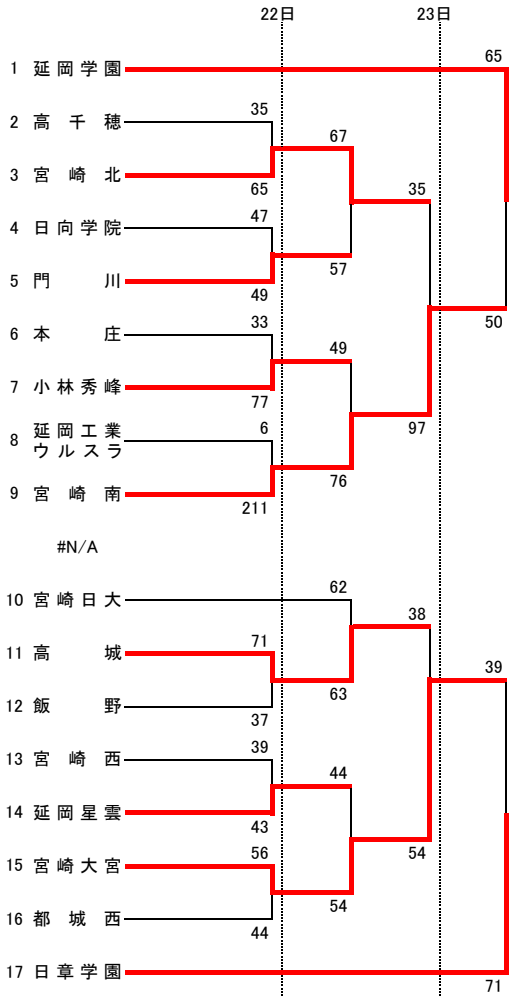 22日 23日
65
1 延岡学園
35
2 高千穂
67
3 宮崎北
65
35
47
4 日向学院
57
5 門川
49
50
33
6 本庄
49
7 小林秀峰
77
97
6
8 延岡工業
ウルスラ
76
9 宮崎南
211
#N/A
62
10 宮崎日大
38
71
11 高城
39
63
12 飯野
37
39
13 宮崎西
44
14 延岡星雲
43
54
56
15 宮崎大宮
54
16 都城西
44
17 日章学園
71